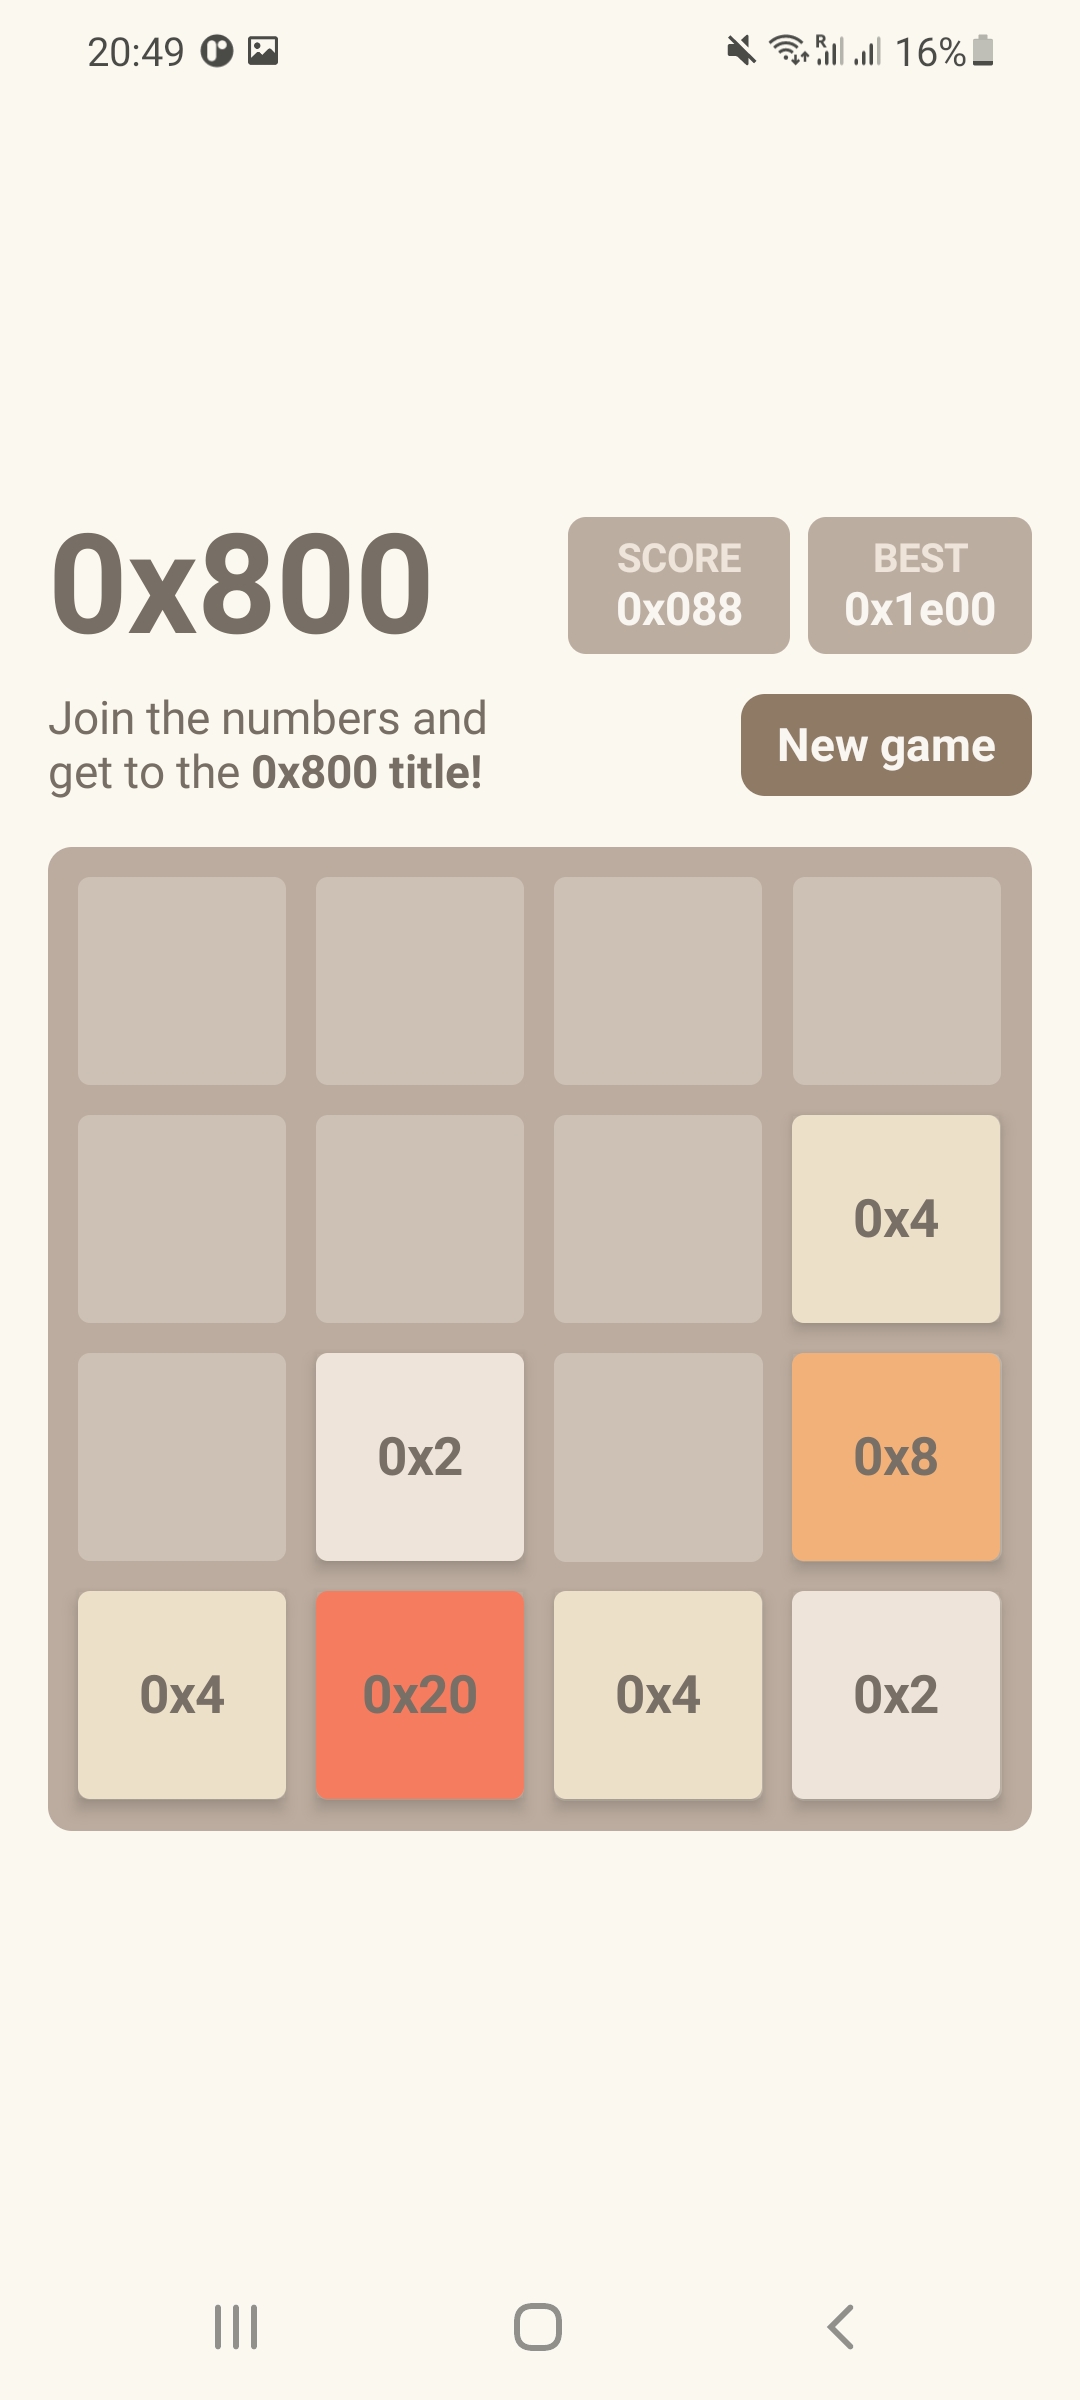 20:49 R 16%
0x800
SCORE
0x088
BEST
0x1e00
Join the numbers and
get to the 0x800 title!
New game
0x4
0x2 0x8
0x4 0x20 0x4 0x2